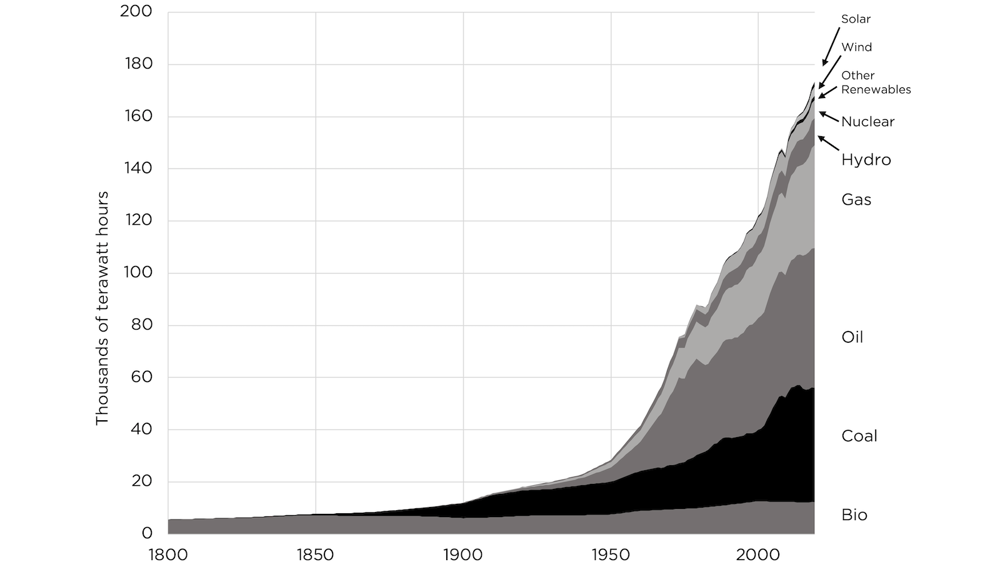 Thousands of terawatt hours
200
180
160
140
120
100
80
60
40
20
0
1800 1850 1900 1950 2000
Solar
Wind
Other
Renewables
Nuclear
Hydro
Gas
Oil
Coal
Bio